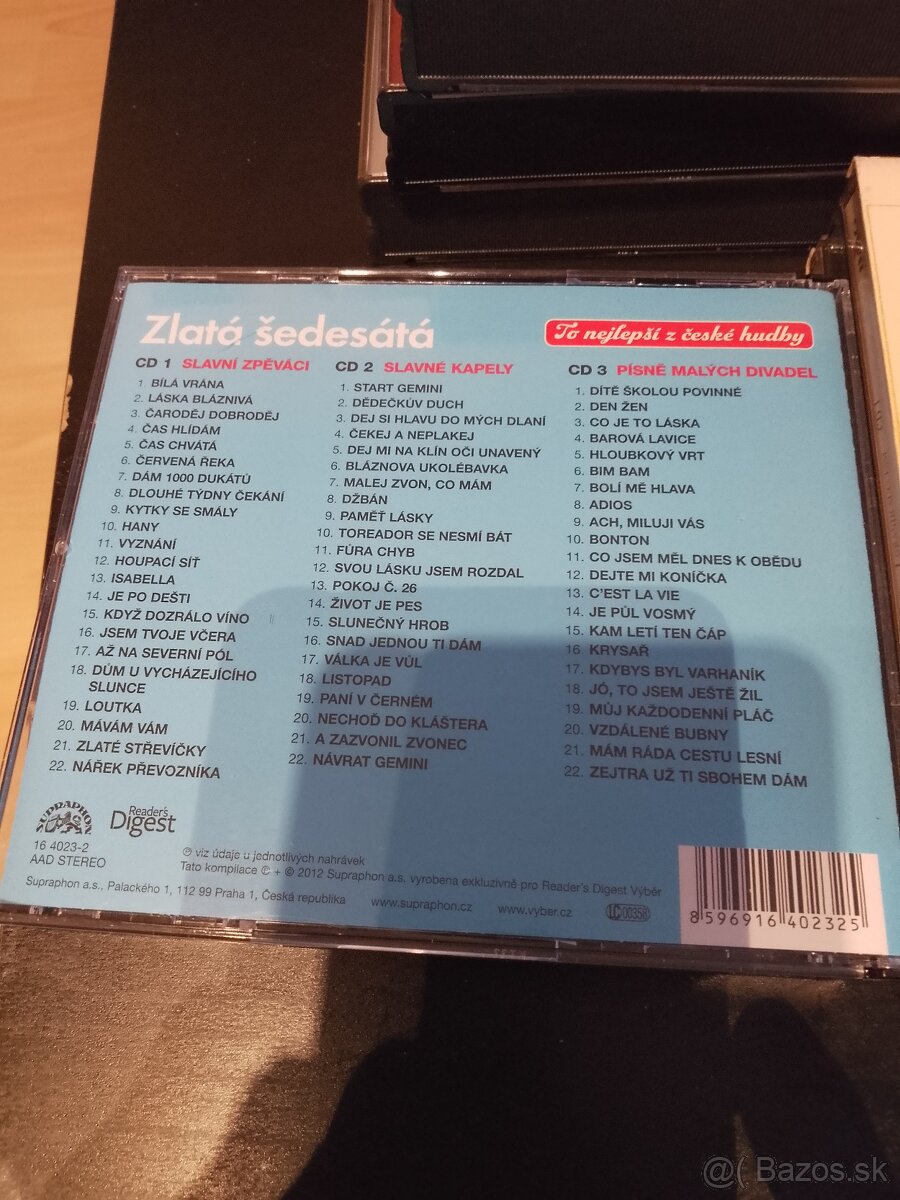 Zlatá šedesátá
To nejlepší z české hudby
CD 1 SLAVNÍ ZPĚVÁCI
1. BÍLÁ VRÁNA
2. LÁSKA BLÁZNIVÁ
3. ČARODĚJ DOBRODĚJ
4. ČAS HLÍDÁM
5. ČAS CHVÁTÁ
6. ČERVENÁ ŘEKA
7. DÁM 1000 DUKÁTŮ
8. DLOUHÉ TÝDNY ČEKÁNÍ
9. KYTKY SE SMÁLY
10. HANY
11. VYZNÁNÍ
12. HOUPACÍ SÍŤ
13. ISABELLA
14. JE PO DEŠTI
15. KDYŽ DOZRÁLO VÍNO
16. JSEM TVOJE VČERA
17. AŽ NA SEVERNÍ PÓL
18. DŮM U VYCHÁZEJÍCÍHO
SLUNCE
19. LOUTKA
20. MÁVÁM VÁM
21. ZLATÉ STŘEVÍČKY
22. NÁŘEK PŘEVOZNÍKA
CD 2 SLAVNÉ KAPELY
1. START GEMINI
2. DĚDEČKŮV DUCH
3. DEJ SI HLAVU DO MÝCH DLANÍ
4. ČEKEJ A NEPLAKEJ
5. DEJ MI NA KLÍN OČI UNAVENÝ
6. BLÁZNOVA UKOLÉBAVKA
7. MALEJ ZVON, CO MÁM
8. DŽBÁN
9. PAMĚŤ LÁSKY
10. TOREADOR SE NESMÍ BÁT
11. FŮRA CHYB
12. SVOU LÁSKU JSEM ROZDAL
13. POKOJ Č. 26
14. ŽIVOT JE PES
15. SLUNEČNÝ HROB
16. SNAD JEDNOU TI DÁM
17. VÁLKA JE VŮL
18. LISTOPAD
19. PANÍ V ČERNÉM
20. NECHOĎ DO KLÁŠTERA
21. A ZAZVONIL ZVONEC
22. NÁVRAT GEMINI
CD 3 PÍSNĚ MALÝCH DIVADEL
1. DÍTĚ ŠKOLOU POVINNÉ
2. DEN ŽEN
3. CO JE TO LÁSKA
4. BAROVÁ LAVICE
5. HLOUBKOVÝ VRT
6. BIM BAM
7. BOLÍ MĚ HLAVA
8. ADIOS
9. ACH, MILUJI VÁS
10. BONTON
11. CO JSEM MĚL DNES K OBĚDU
12. DEJTE MI KONÍČKA
13. C'EST LA VIE
14. JE PŮL VOSMÝ
15. KAM LETÍ TEN ČÁP
16. KRYSAŘ
17. KDYBYS BYL VARHANÍK
18. JÓ, TO JSEM JEŠTĚ ŽIL
19. MŮJ KAŽDODENNÍ PLÁČ
20. VZDÁLENÉ BUBNY
21. MÁM RÁDA CESTU LESNÍ
22. ZEJTRA UŽ TI SBOHEM DÁM
SUPRAPHON
Reader's
Digest
16 4023-2
AAD STEREO
℗ viz údaje u jednotlivých nahrávek
Tato kompilace ℗ + © 2012 Supraphon a.s. vyrobena exkluzivně pro Reader's Digest Výběr
Supraphon a.s., Palackého 1, 112 99 Praha 1, Česká republika
www.supraphon.cz
www.vyber.cz
LC 00358
8 596916 402325
@( Bazos.sk